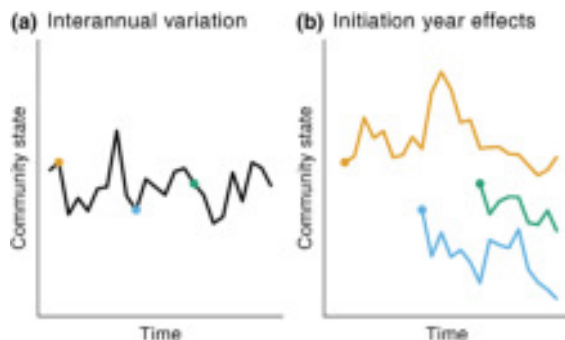 (a) Interannual variation
Community state
Time
(b) Initiation year effects
Community state
Time